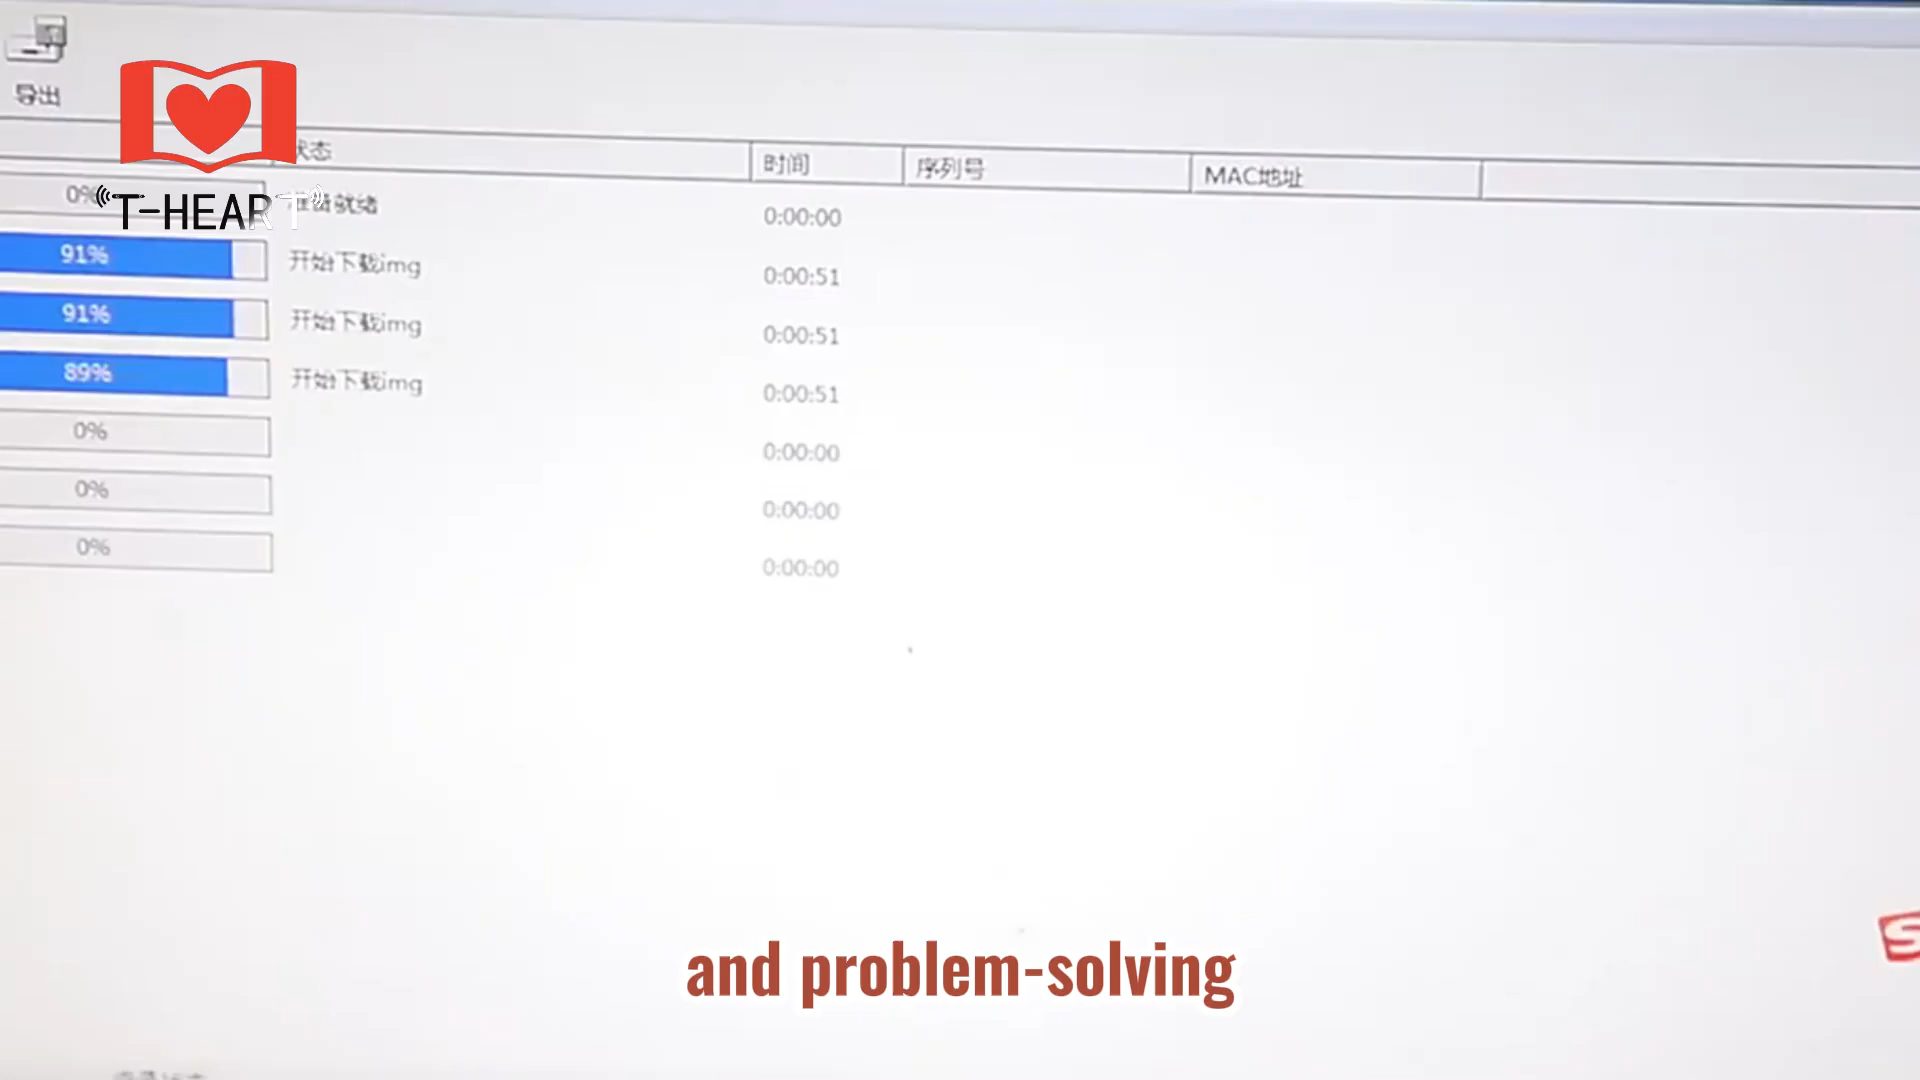 导出
T-HEART
状态 时间 序列号 MAC地址
0% 准备就绪 0:00:00
91% 开始下载img 0:00:51
91% 开始下载img 0:00:51
89% 开始下载img 0:00:51
0% 0:00:00
0% 0:00:00
0% 0:00:00
and problem-solving